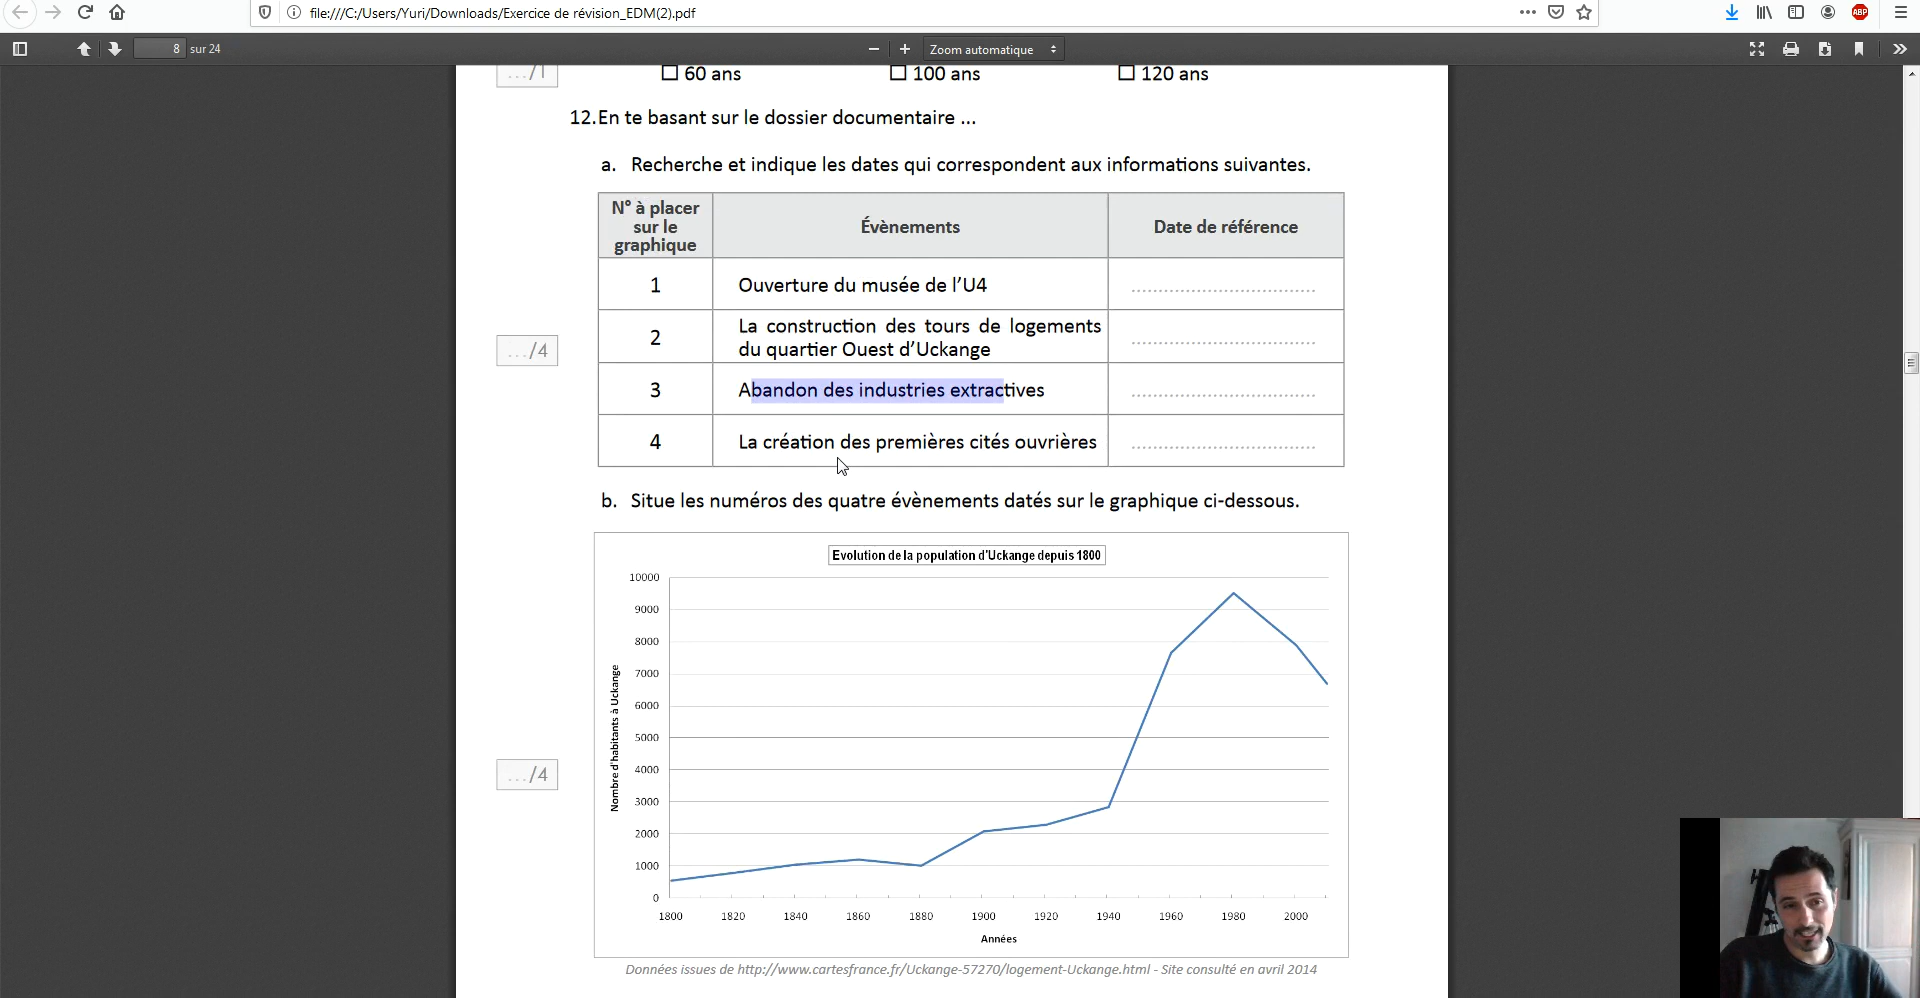 file:///C:/Users/Yuri/Downloads/Exercice de révision_EDM(2).pdf
ABP
8 sur 24
Zoom automatique
.../1
60 ans
100 ans
120 ans
12.En te basant sur le dossier documentaire ...
a. Recherche et indique les dates qui correspondent aux informations suivantes.
N° à placer
sur le
graphique
Évènements
Date de référence
1
Ouverture du musée de l’U4
................................
2
La construction des tours de logements
du quartier Ouest d’Uckange
................................
.../4
3
Abandon des industries extractives
................................
4
La création des premières cités ouvrières
................................
b. Situe les numéros des quatre évènements datés sur le graphique ci-dessous.
Evolution de la population d'Uckange depuis 1800
10000
9000
8000
7000
6000
5000
4000
3000
2000
1000
0
Nombre d'habitants à Uckange
.../4
1800 1820 1840 1860 1880 1900 1920 1940 1960 1980 2000
Années
Données issues de http://www.cartesfrance.fr/Uckange-57270/logement-Uckange.html - Site consulté en avril 2014